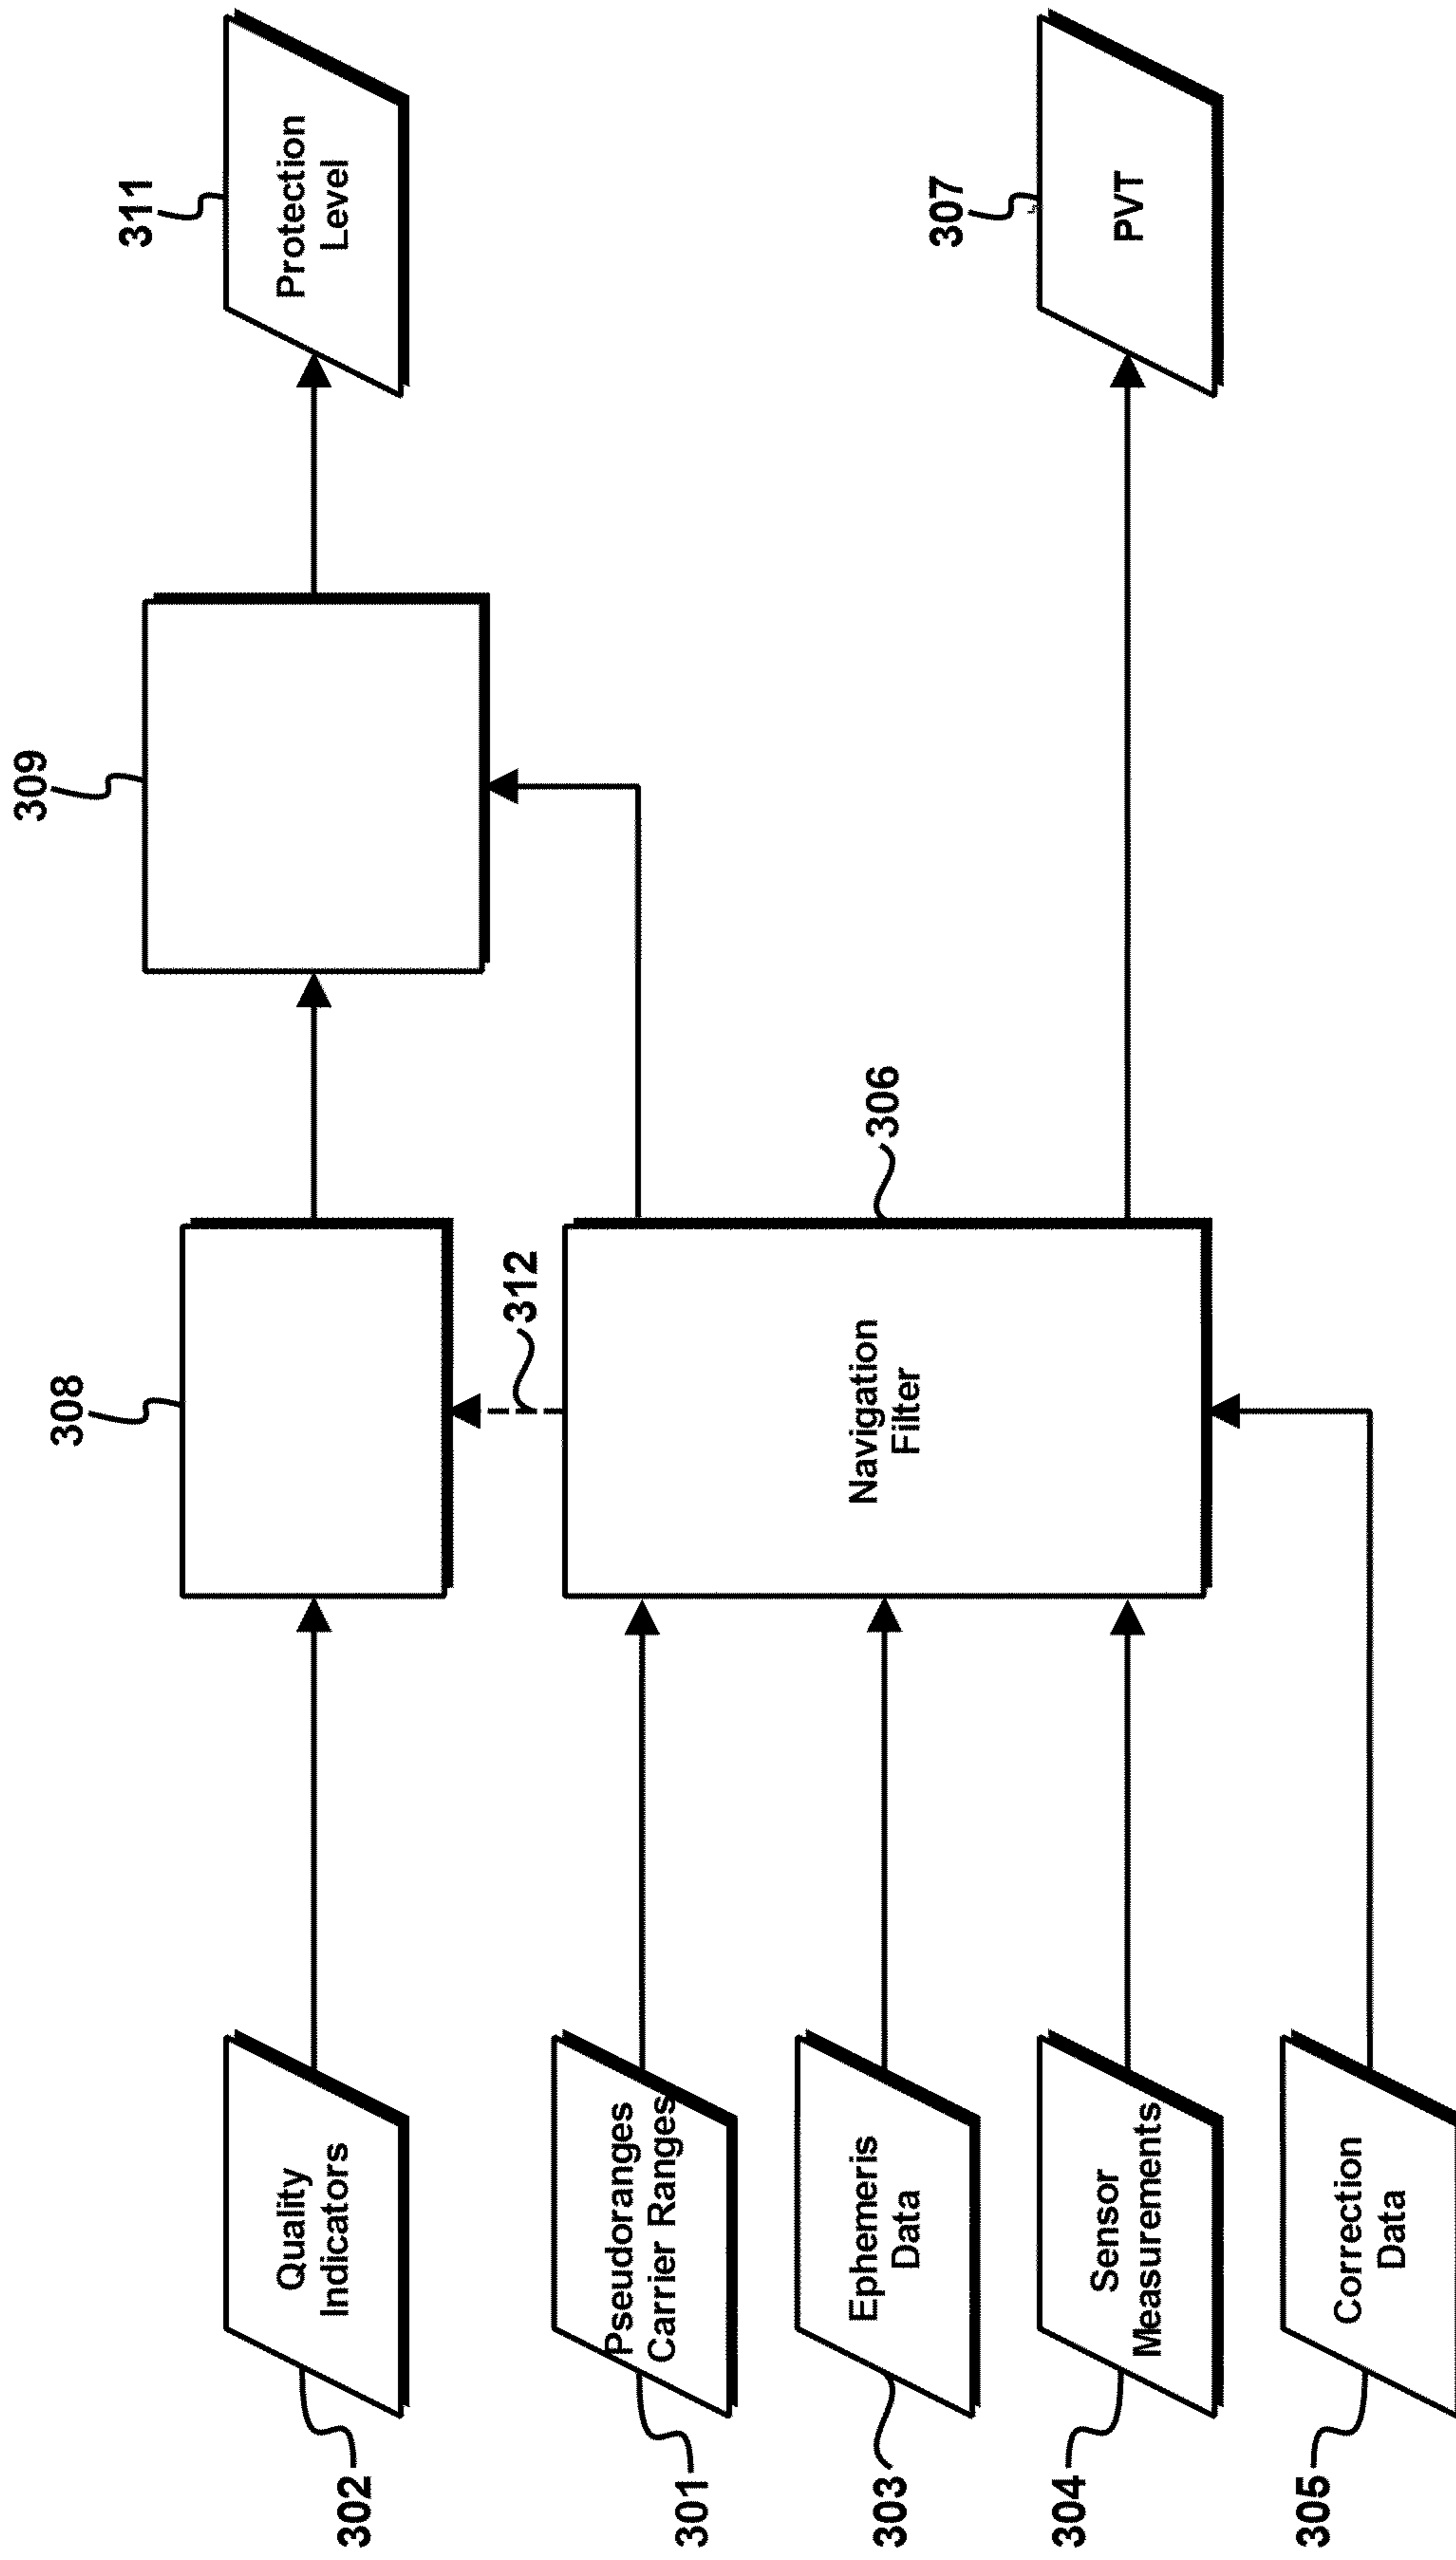 309
311
Protection
Level
308
312
302
Quality
Indicators
301
Pseudoranges
Carrier Ranges
303
Ephemeris
Data
Navigation
Filter
306
307
PVT
304
Sensor
Measurements
305
Correction
Data